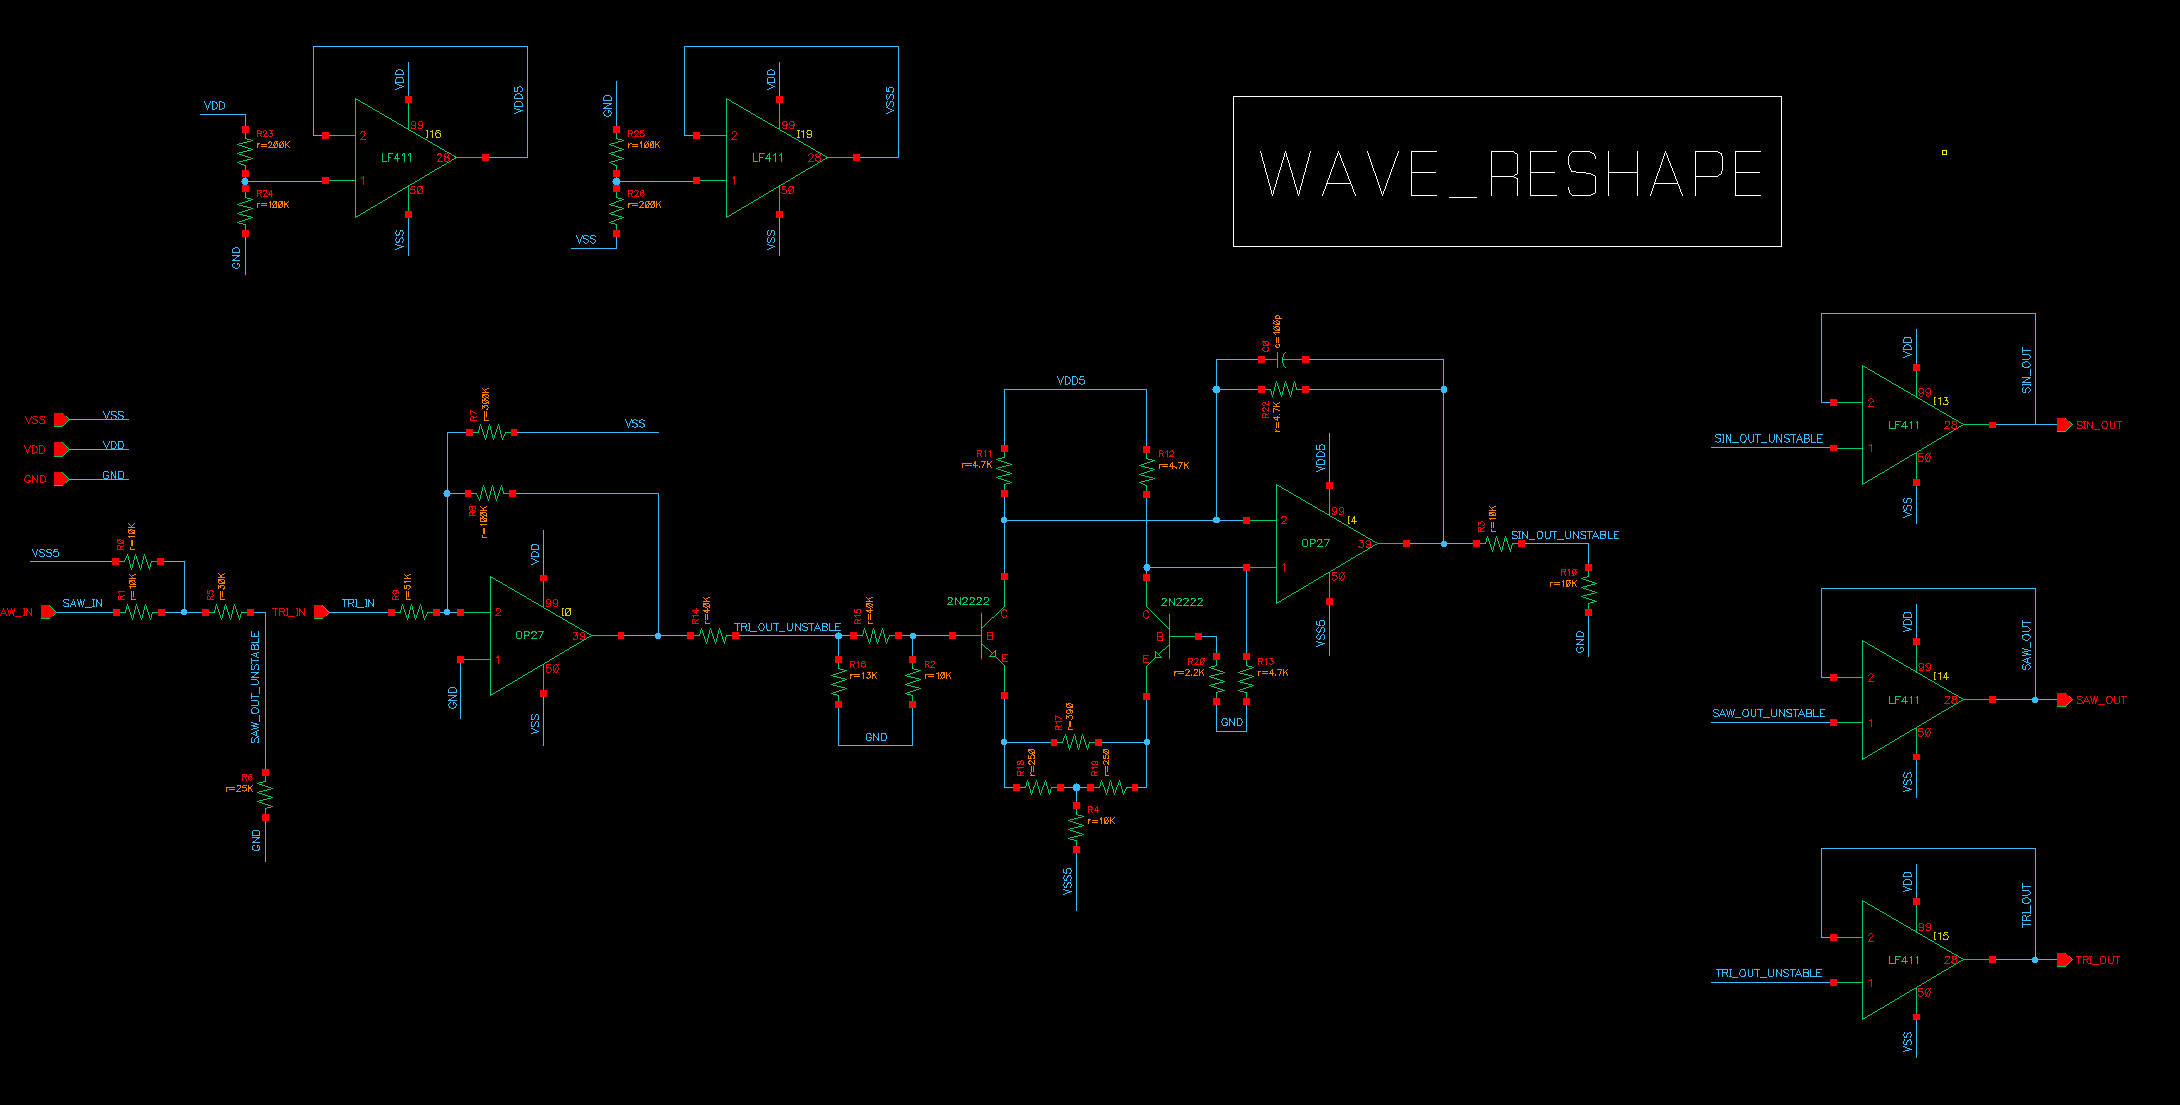 WAVE_RESHAPE
VDD
R23
r=200K
R24
r=100K
GND
2
1
LF411
VDD
99
I16
28
50
VSS
VDD5
GND
R25
r=100K
R26
r=200K
VSS
2
1
LF411
VDD
99
I19
28
50
VSS
VSS5
VSS VSS
VDD VDD
GND GND
VSS5
R0
r=10K
AW_IN SAW_IN
R1
r=10K
R5
r=30K
SAW_OUT_UNSTABLE
R6
r=25K
GND
TRI_IN TRI_IN
R9
r=51K
R7
r=300K
VSS
R8
r=100K
2
1
OP27
VDD
99
I0
39
50
VSS
GND
R14
r=40K
TRI_OUT_UNSTABLE
R15
r=40K
R16
r=13K
R2
r=10K
GND
VDD5
R11
r=4.7K
R12
r=4.7K
2N2222
C
B
E
2N2222
C
B
E
R17
r=390
R18
r=250
R19
r=250
R4
r=10K
VSS5
R20
r=2.2K
R13
r=4.7K
GND
C0
c=100p
R22
r=4.7K
2
1
OP27
VDD5
99
I4
39
50
VSS5
R3
r=10K
SIN_OUT_UNSTABLE
R10
r=10K
GND
SIN_OUT_UNSTABLE
2
1
LF411
VDD
99
I13
28
50
VSS
SIN_OUT
SIN_OUT
SAW_OUT_UNSTABLE
2
1
LF411
VDD
99
I14
28
50
VSS
SAW_OUT
SAW_OUT
TRI_OUT_UNSTABLE
2
1
LF411
VDD
99
I15
28
50
VSS
TRI_OUT
TRI_OUT